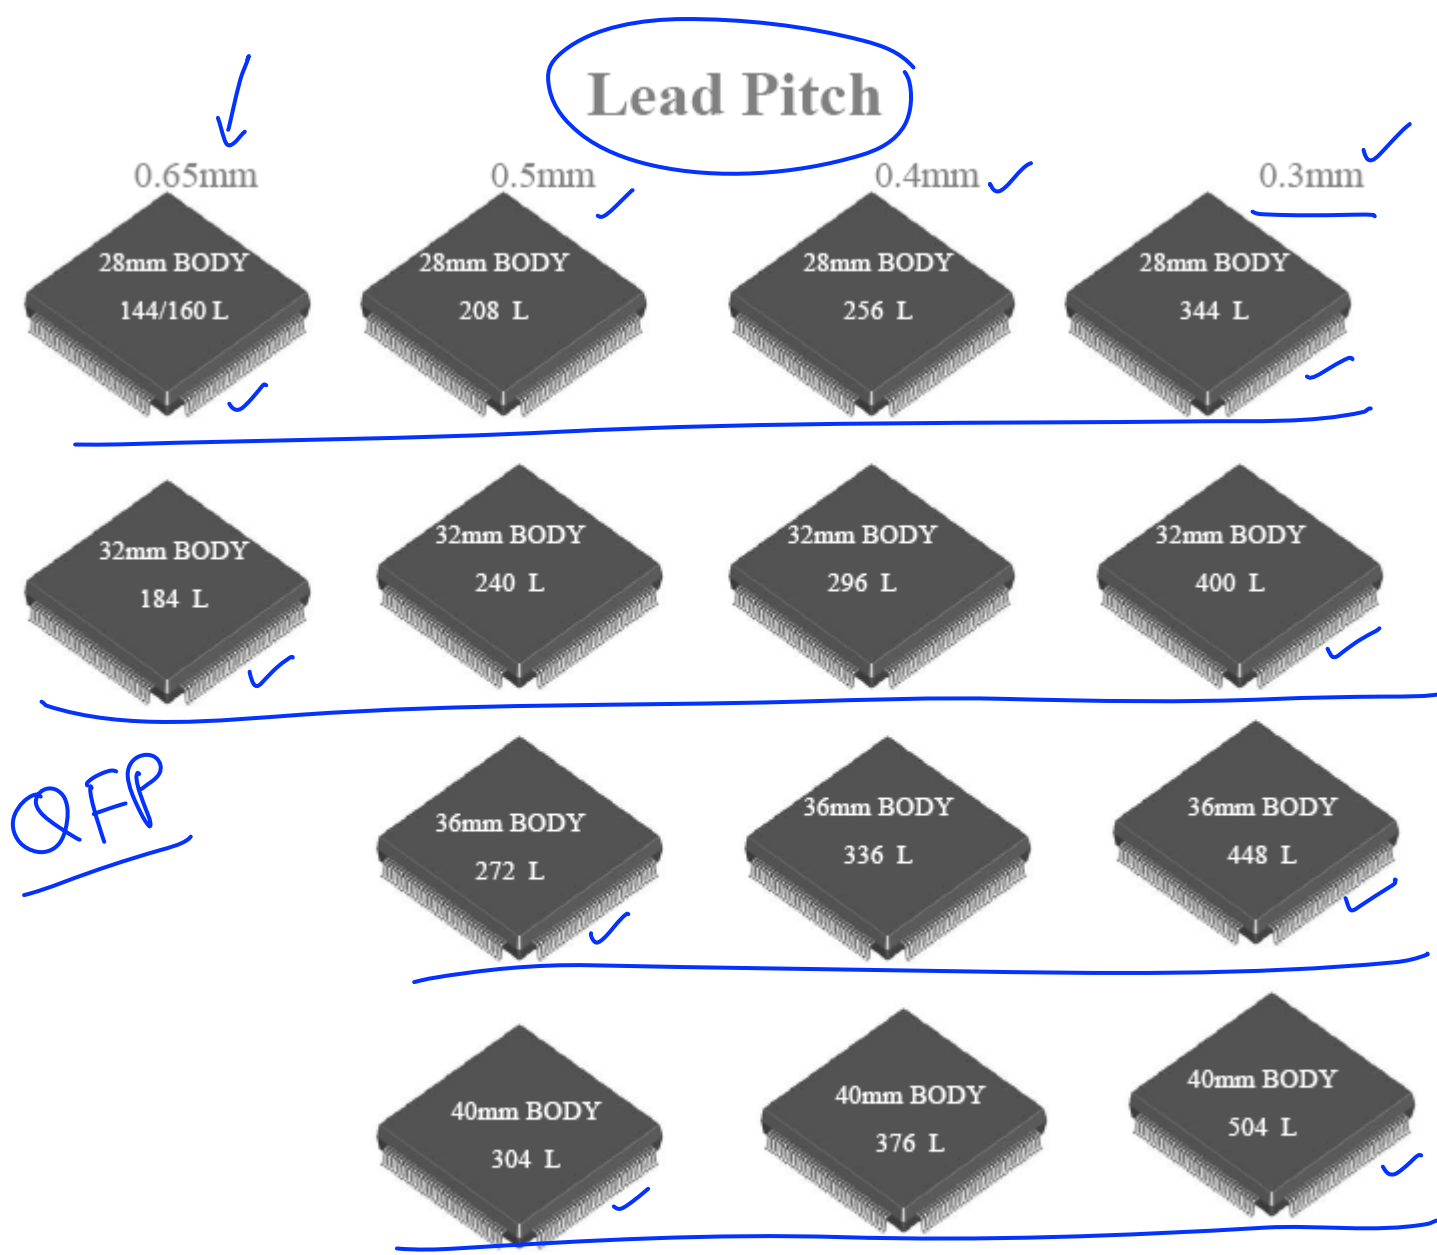 Lead Pitch
0.65mm 0.5mm 0.4mm 0.3mm
28mm BODY 28mm BODY 28mm BODY 28mm BODY
144/160 L 208 L 256 L 344 L
32mm BODY 32mm BODY 32mm BODY 32mm BODY
184 L 240 L 296 L 400 L
QFP
36mm BODY 36mm BODY 36mm BODY
272 L 336 L 448 L
40mm BODY 40mm BODY 40mm BODY
304 L 376 L 504 L